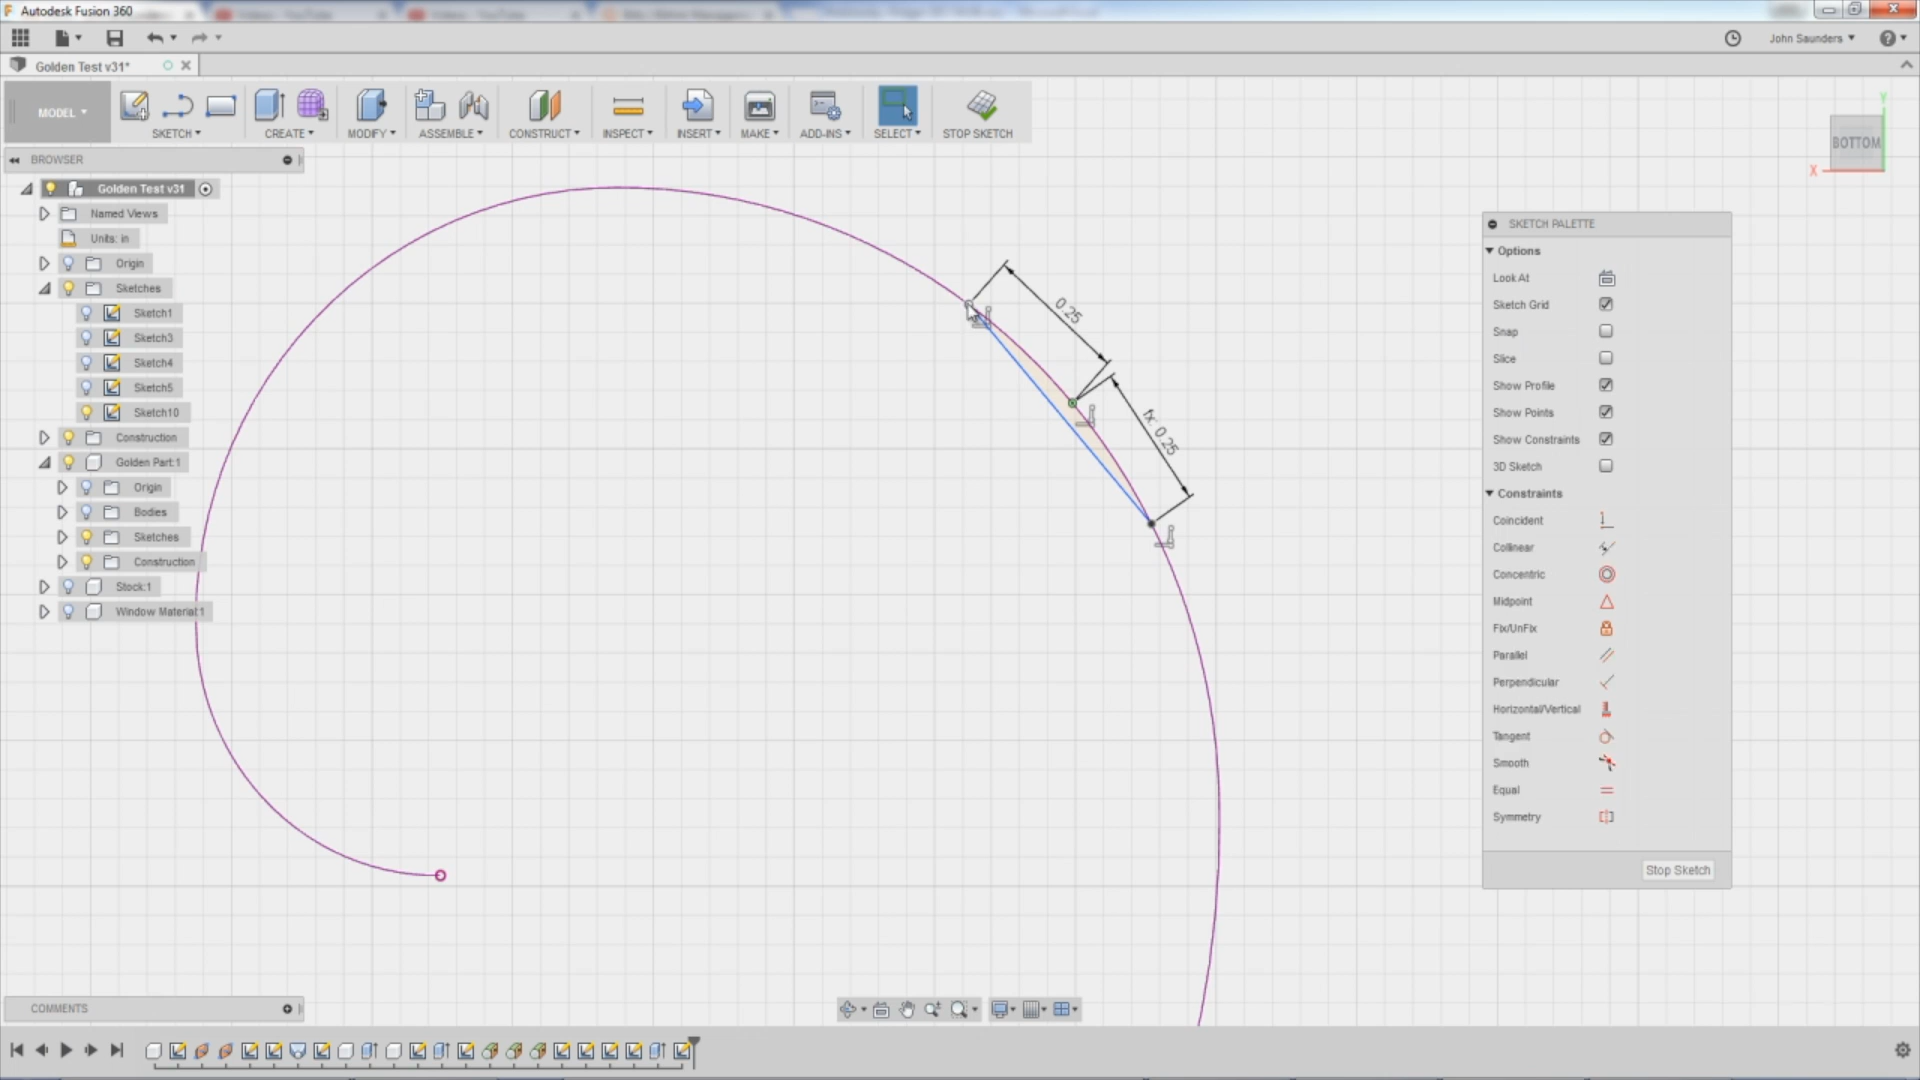 Autodesk Fusion 360
John Saunders
Golden Test v31*
MODEL
SKETCH
CREATE
MODIFY
ASSEMBLE
CONSTRUCT
INSPECT
INSERT
MAKE
ADD-INS
SELECT
STOP SKETCH
BROWSER
Golden Test v31
Named Views
Units: in
Origin
Sketches
Sketch1
Sketch3
Sketch4
Sketch5
Sketch10
Construction
Golden Part:1
Origin
Bodies
Sketches
Construction
Stock:1
Window Material:1
0.25
fx: 0.25
Y
BOTTOM
X
SKETCH PALETTE
Options
Look At
Sketch Grid
Snap
Slice
Show Profile
Show Points
Show Constraints
3D Sketch
Constraints
Coincident
Collinear
Concentric
Midpoint
Fix/UnFix
Parallel
Perpendicular
Horizontal/Vertical
Tangent
Smooth
Equal
Symmetry
Stop Sketch
COMMENTS